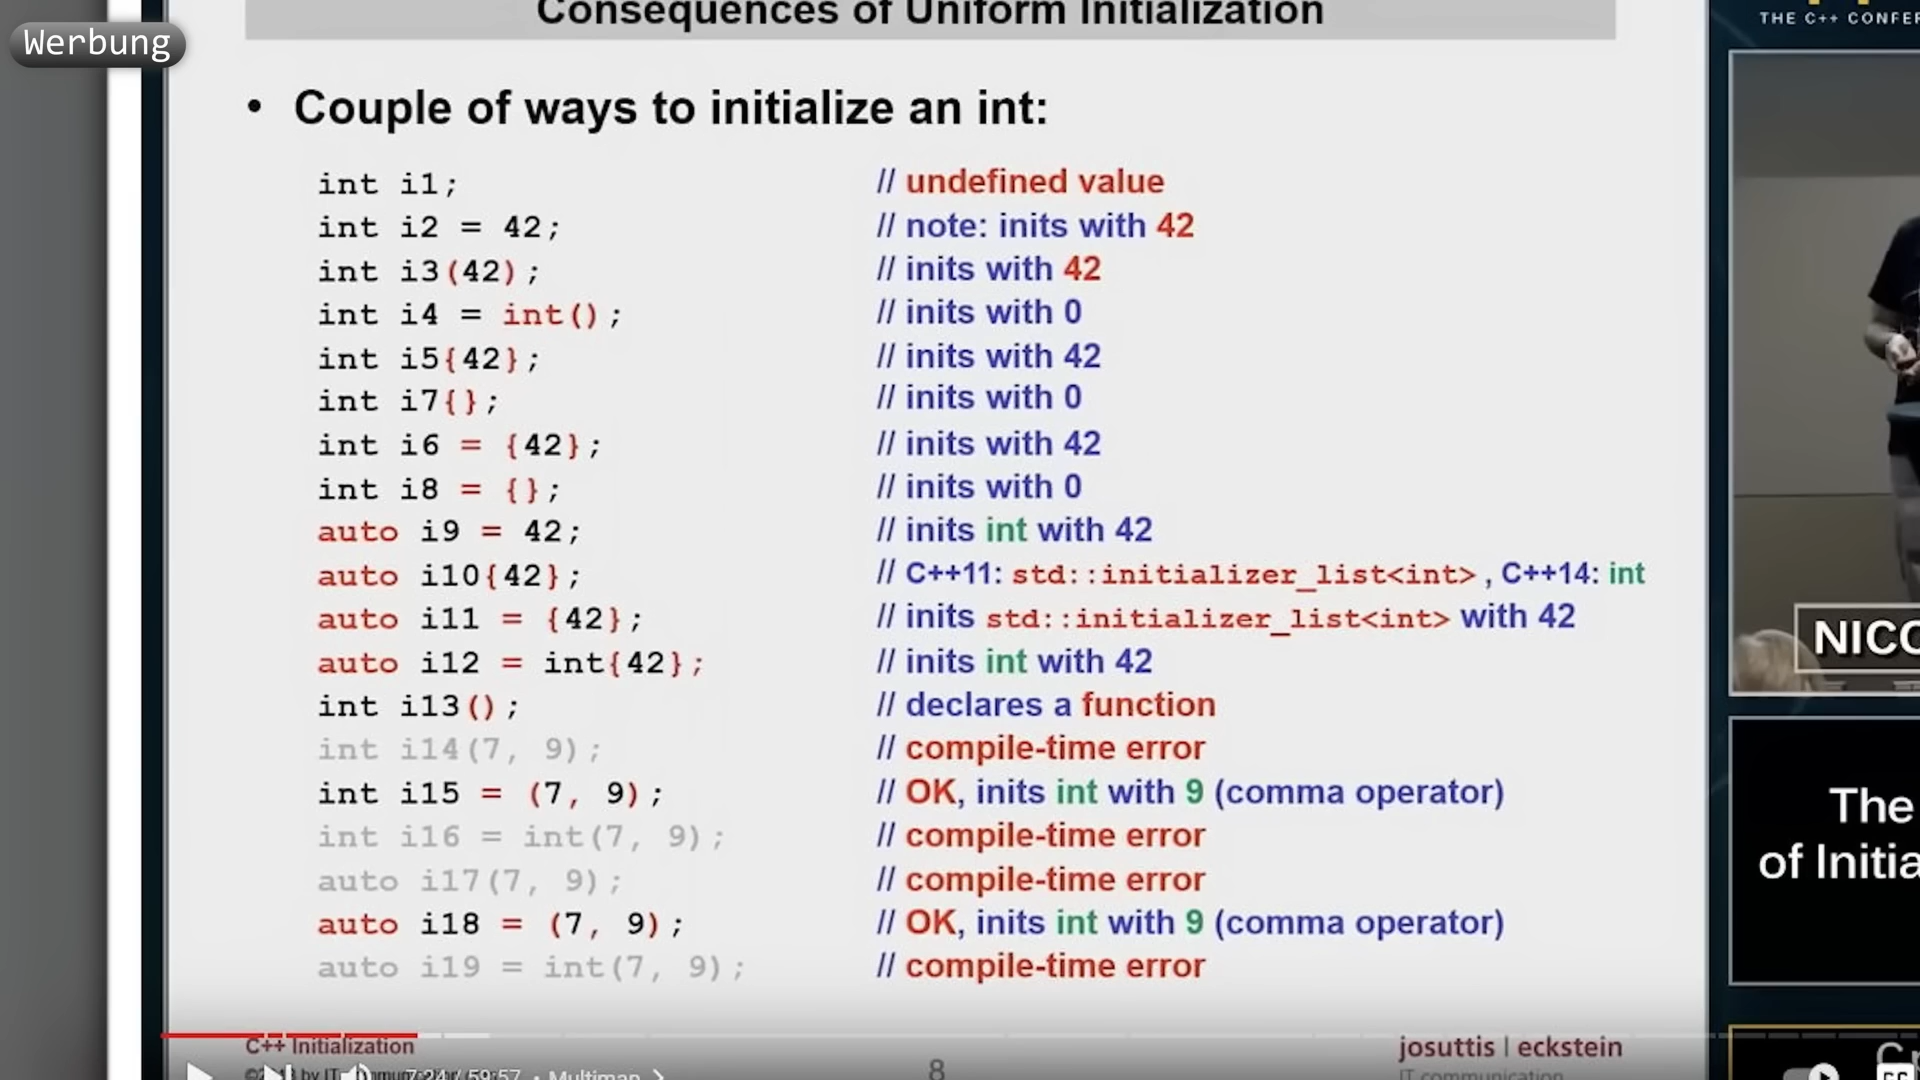 Werbung
Consequences of Uniform Initialization
THE C++
• Couple of ways to initialize an int:
int i1; // undefined value
int i2 = 42; // note: inits with 42
int i3(42); // inits with 42
int i4 = int(); // inits with 0
int i5{42}; // inits with 42
int i7{}; // inits with 0
int i6 = {42}; // inits with 42
int i8 = {}; // inits with 0
auto i9 = 42; // inits int with 42
auto i10{42}; // C++11: std::initializer_list<int>, C++14: int
auto i11 = {42}; // inits std::initializer_list<int> with 42
auto i12 = int{42}; // inits int with 42
int i13(); // declares a function
int i14(7, 9); // compile-time error
int i15 = (7, 9); // OK, inits int with 9 (comma operator)
int i16 = int(7, 9); // compile-time error
auto i17(7, 9); // compile-time error
auto i18 = (7, 9); // OK, inits int with 9 (comma operator)
auto i19 = int(7, 9); // compile-time error
NICO
The
of Initia
C++ Initialization
josuttis | eckstein
8
IT communication
7:24 / 59:57 • Multimap >
CC